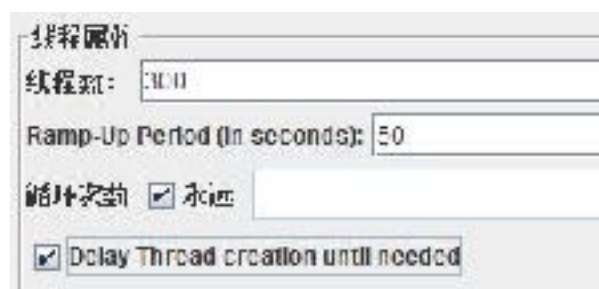 线程属性
线程数: 300
Ramp-Up Period (in seconds): 50
循环次数 永远
Delay Thread creation until needed